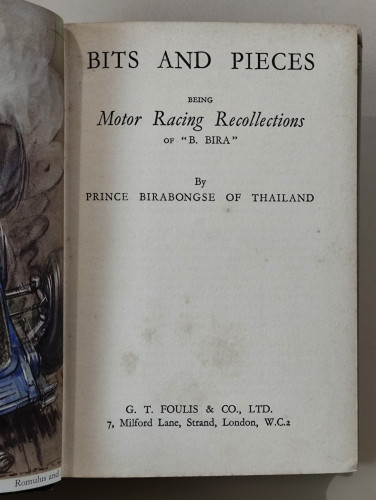 BITS AND PIECES
BEING
Motor Racing Recollections
OF "B. BIRA"
By
PRINCE BIRABONGSE OF THAILAND
G. T. FOULIS & CO., LTD.
7, Milford Lane, Strand, London, W.C.2
Romulus and